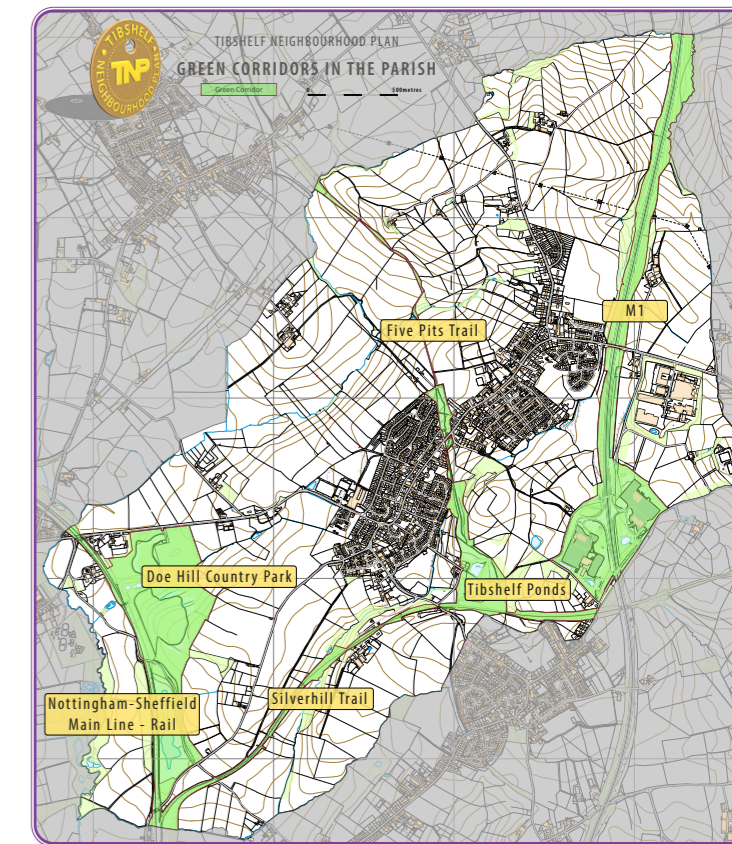 TIBSHELF
TNP
NEIGHBOURHOOD PLAN
TIBSHELF NEIGHBOURHOOD PLAN
GREEN CORRIDORS IN THE PARISH
Green Corridor
0
500metres
M1
Five Pits Trail
Doe Hill Country Park
Tibshelf Ponds
Nottingham-Sheffield
Main Line - Rail
Silverhill Trail